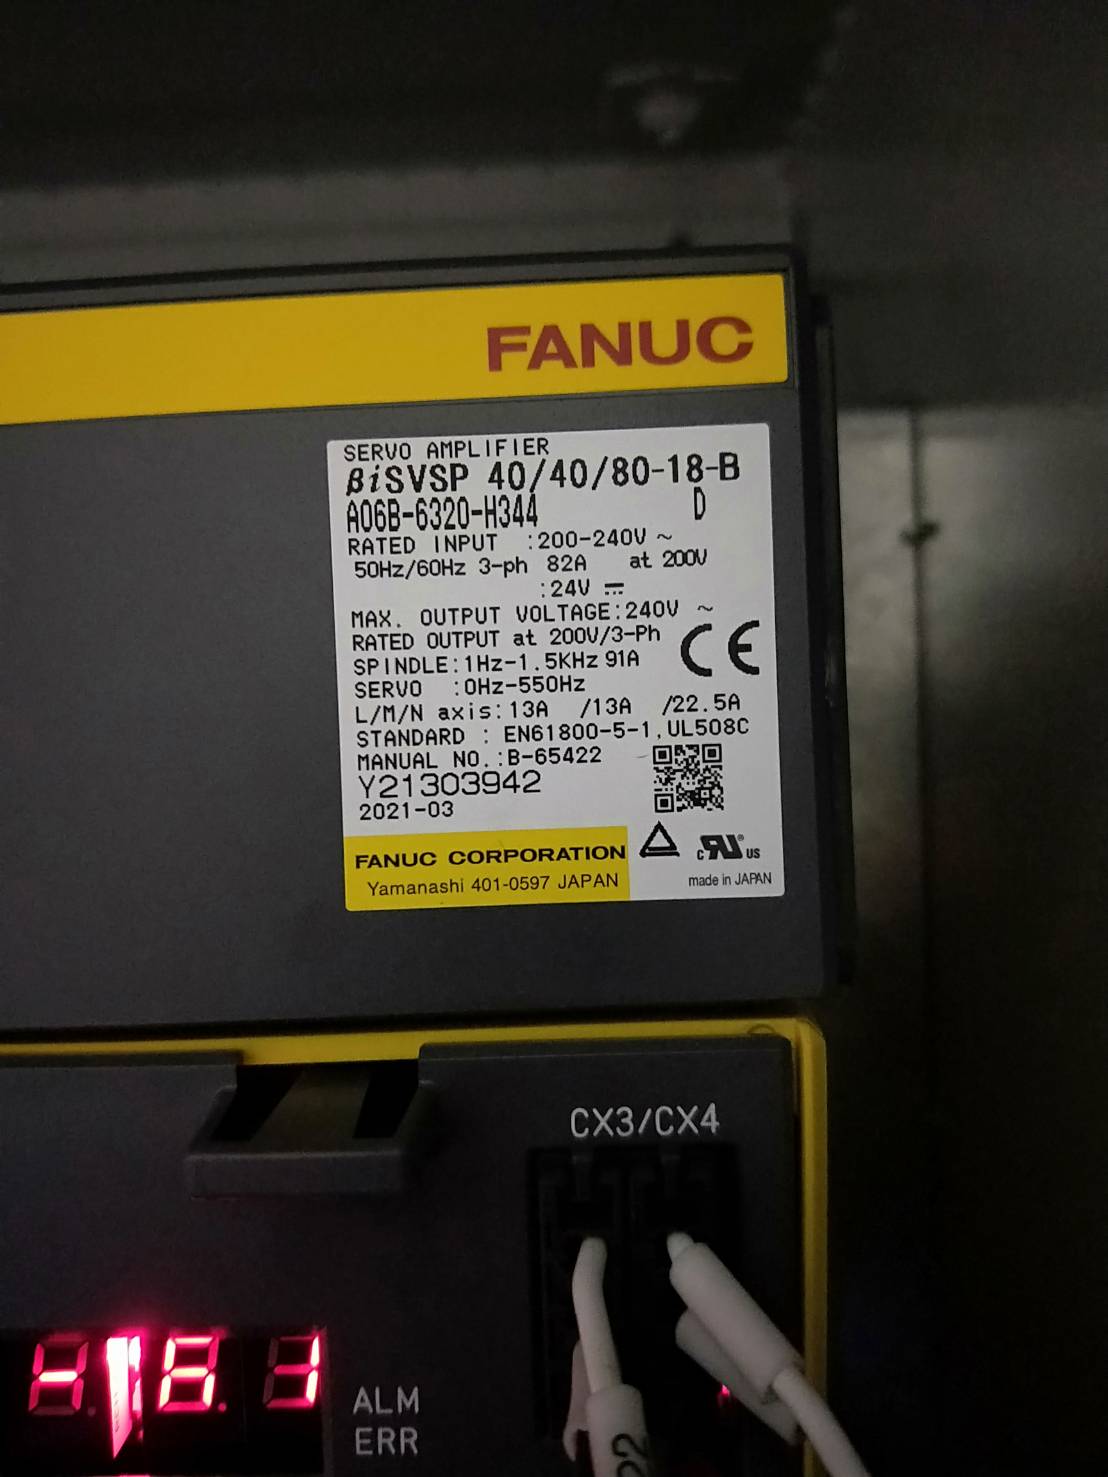 FANUC
SERVO AMPLIFIER
βiSVSP 40/40/80-18-B
A06B-6320-H344 D
RATED INPUT :200-240V ~
50Hz/60Hz 3-ph 82A at 200V
:24V ⎓
MAX. OUTPUT VOLTAGE:240V ~
RATED OUTPUT at 200V/3-Ph
CE
SPINDLE:1Hz-1.5KHz 91A
SERVO :0Hz-550Hz
L/M/N axis:13A /13A /22.5A
STANDARD : EN61800-5-1,UL508C
MANUAL NO.:B-65422
Y21303942
2021-03
FANUC CORPORATION
Yamanashi 401-0597 JAPAN
c RU ® us
made in JAPAN
CX3/CX4
ALM
ERR